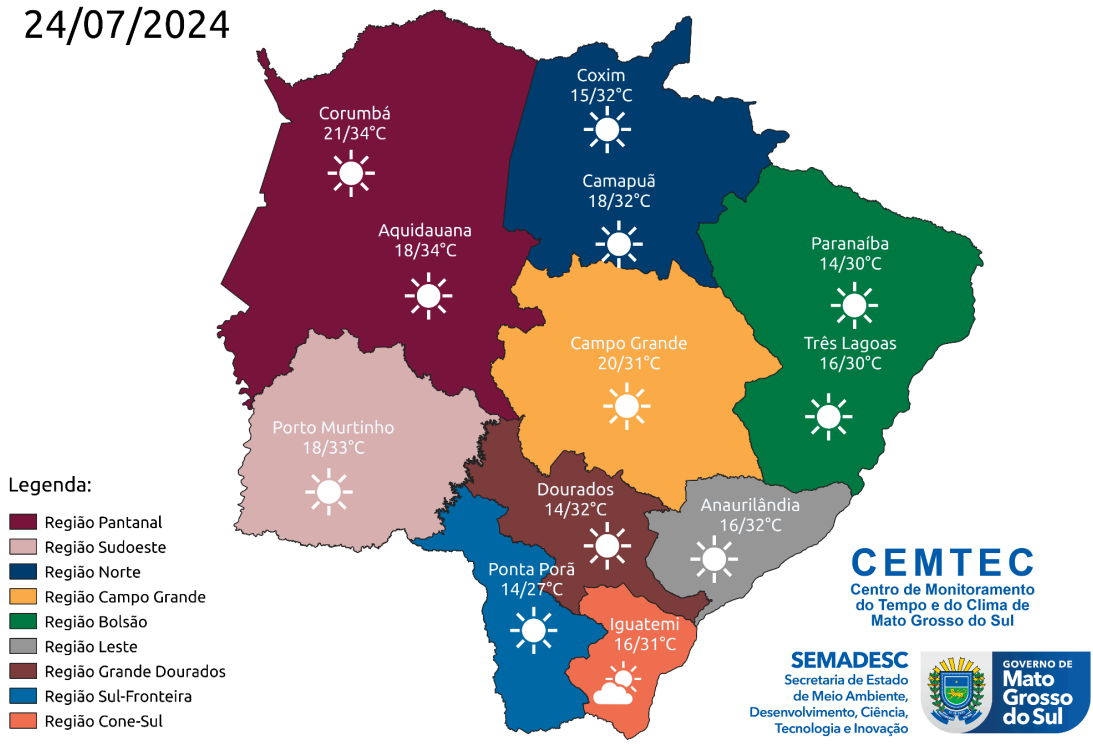 24/07/2024
Coxim
15/32°C
Corumbá
21/34°C
Camapuã
18/32°C
Aquidauana
18/34°C
Paranaíba
14/30°C
Campo Grande
20/31°C
Três Lagoas
16/30°C
Porto Murtinho
18/33°C
Dourados
14/32°C
Anaurilândia
16/32°C
Ponta Porã
14/27°C
Iguatemi
16/31°C
Legenda:
Região Pantanal
Região Sudoeste
Região Norte
Região Campo Grande
Região Bolsão
Região Leste
Região Grande Dourados
Região Sul-Fronteira
Região Cone-Sul
CEMTEC
Centro de Monitoramento
do Tempo e do Clima de
Mato Grosso do Sul
SEMADESC
Secretaria de Estado
de Meio Ambiente,
Desenvolvimento, Ciência,
Tecnologia e Inovação
GOVERNO DE
Mato
Grosso
do Sul